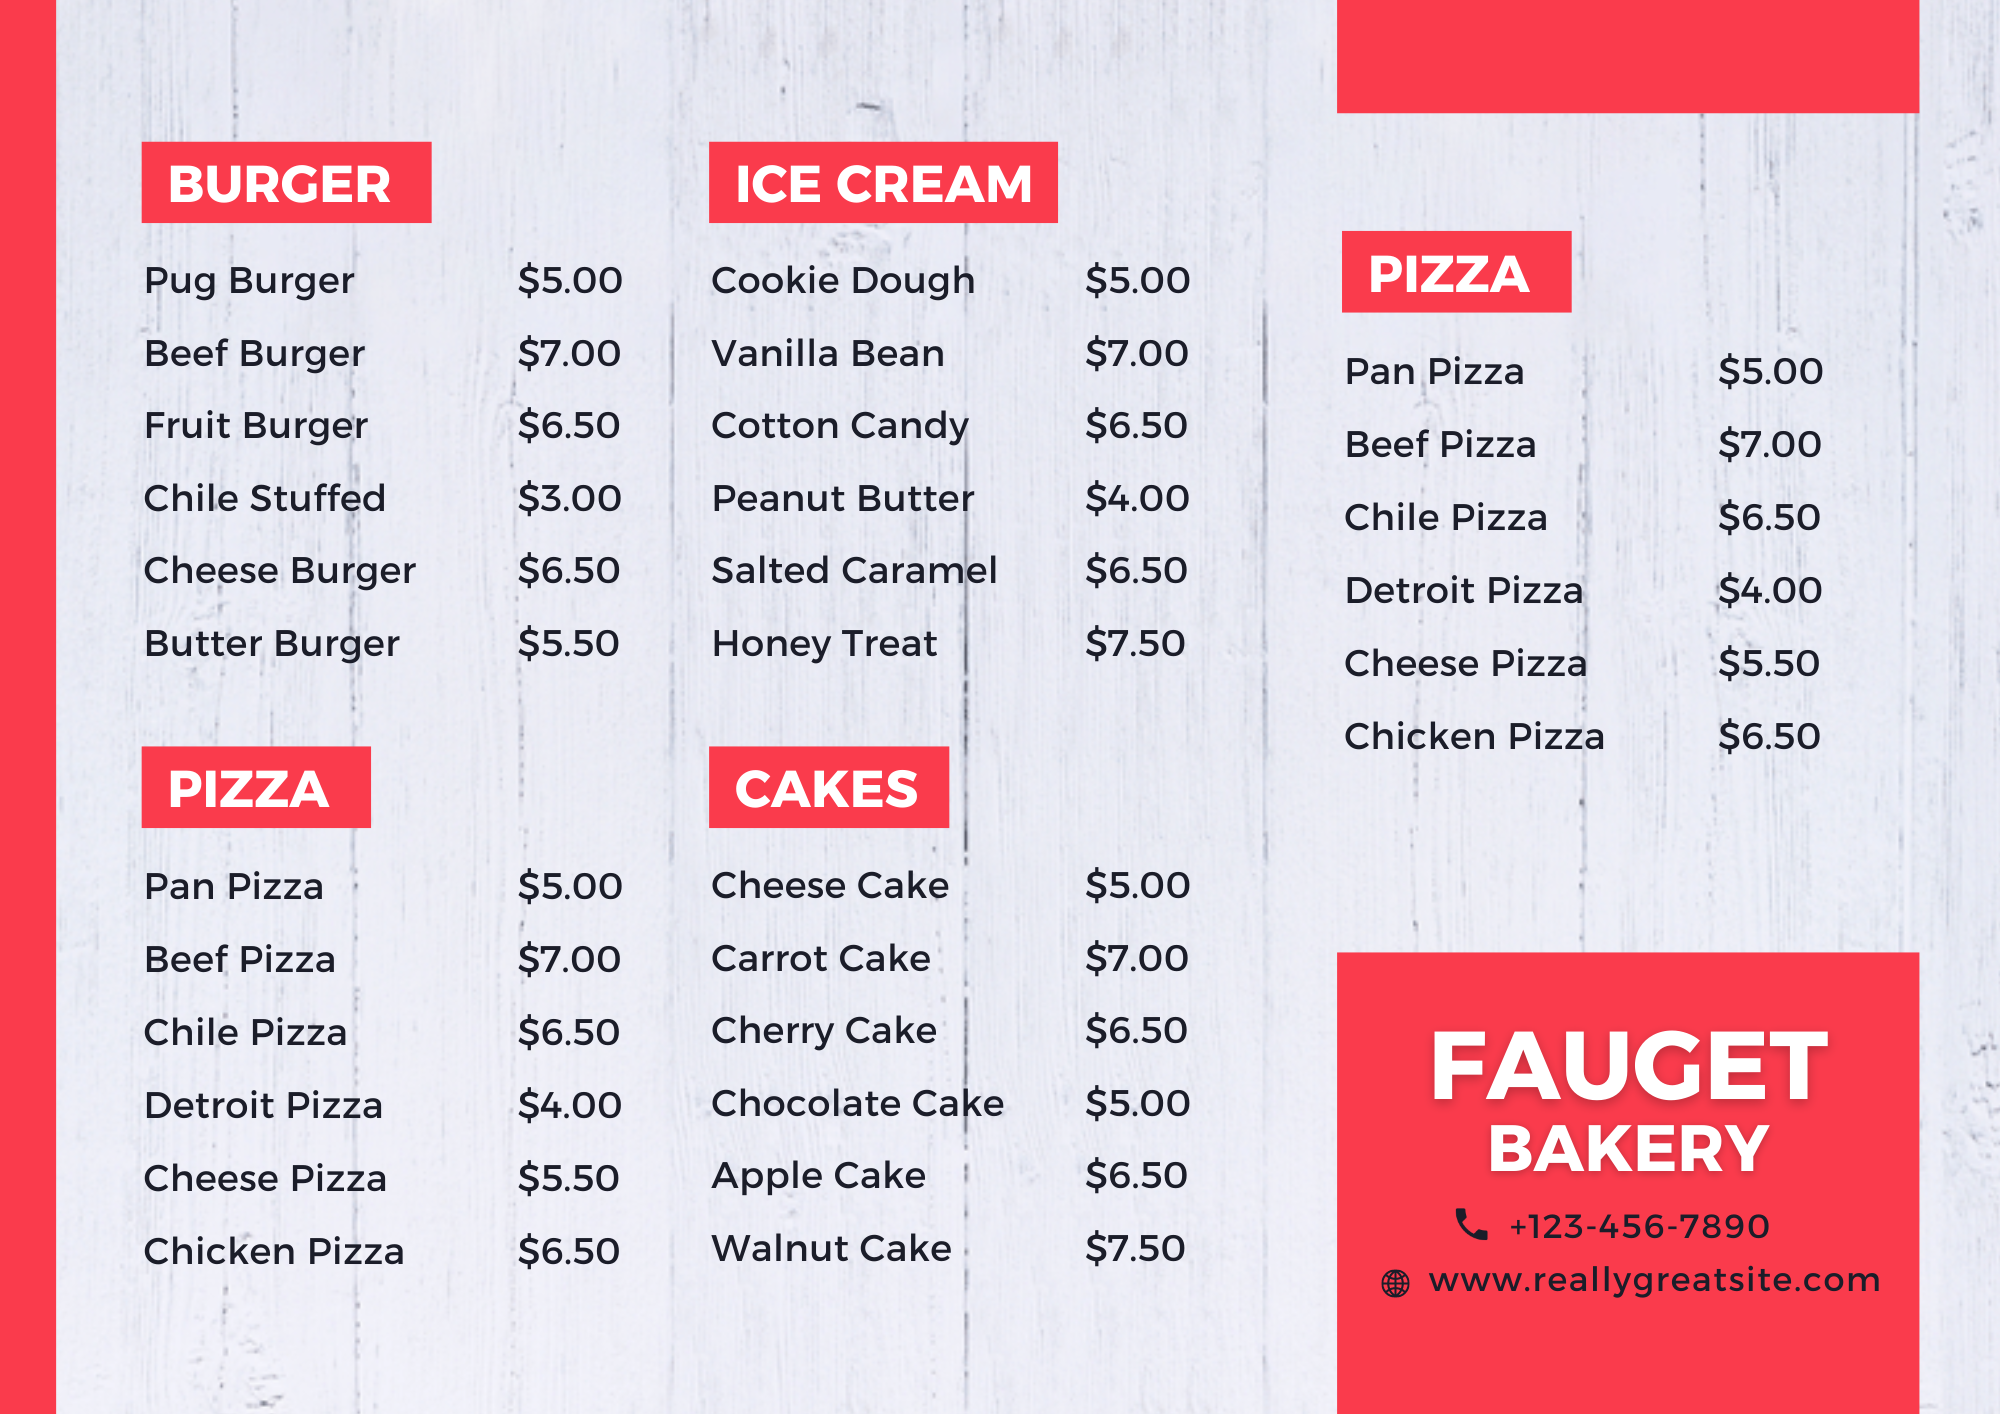 BURGER
Pug Burger $5.00
Beef Burger $7.00
Fruit Burger $6.50
Chile Stuffed $3.00
Cheese Burger $6.50
Butter Burger $5.50
PIZZA
Pan Pizza $5.00
Beef Pizza $7.00
Chile Pizza $6.50
Detroit Pizza $4.00
Cheese Pizza $5.50
Chicken Pizza $6.50
ICE CREAM
Cookie Dough $5.00
Vanilla Bean $7.00
Cotton Candy $6.50
Peanut Butter $4.00
Salted Caramel $6.50
Honey Treat $7.50
CAKES
Cheese Cake $5.00
Carrot Cake $7.00
Cherry Cake $6.50
Chocolate Cake $5.00
Apple Cake $6.50
Walnut Cake $7.50
PIZZA
Pan Pizza $5.00
Beef Pizza $7.00
Chile Pizza $6.50
Detroit Pizza $4.00
Cheese Pizza $5.50
Chicken Pizza $6.50
FAUGET
BAKERY
+123-456-7890
www.reallygreatsite.com